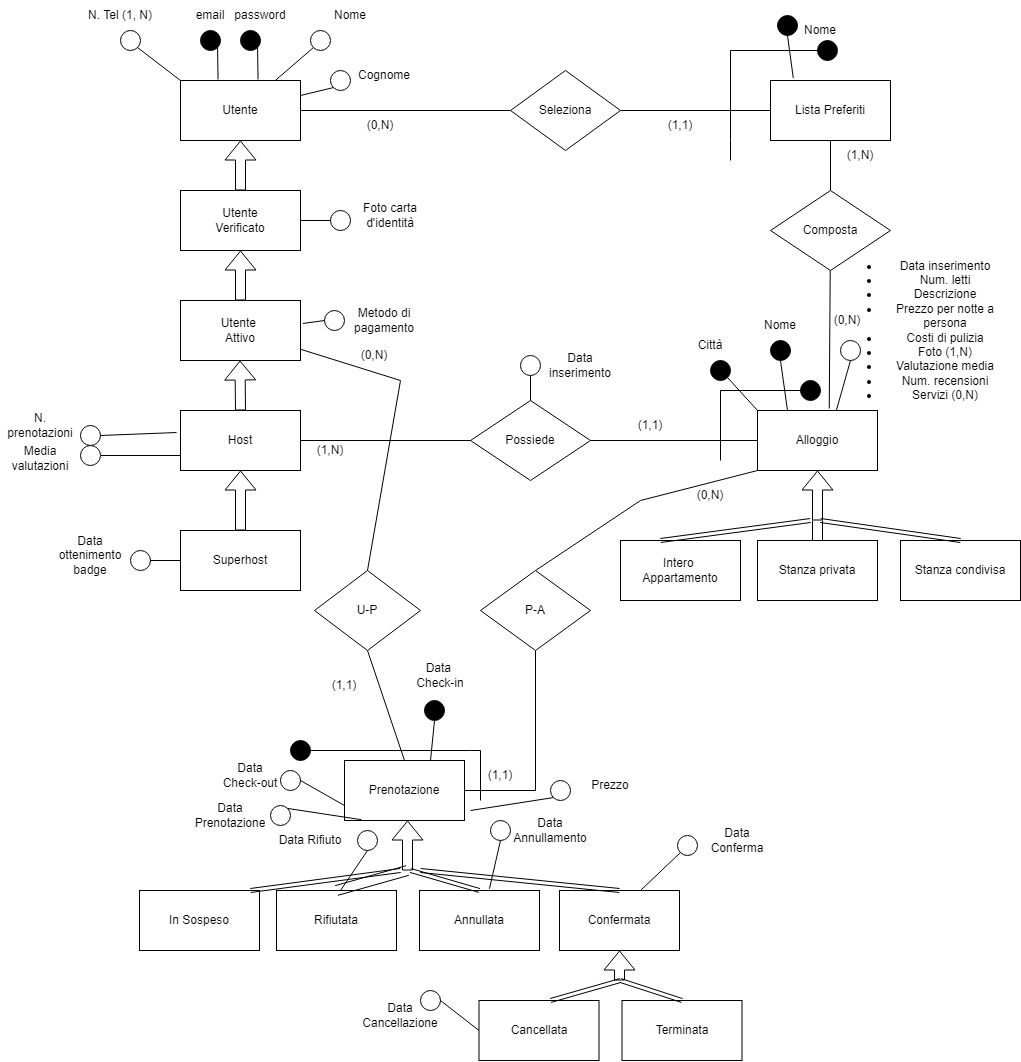 N. Tel (1, N)
email
password
Nome
Cognome
Utente
(0,N)
Seleziona
(1,1)
Nome
Lista Preferiti
(1,N)
Composta
(0,N)
Utente
Verificato
Foto carta
d'identità
Utente
Attivo
Metodo di
pagamento
(0,N)
Data inserimento
Num. letti
Descrizione
Prezzo per notte a
persona
Costi di pulizia
Foto (1,N)
Valutazione media
Num. recensioni
Servizi (0,N)
Città
Nome
Data
inserimento
N.
prenotazioni
Media
valutazioni
Host
(1,N)
Possiede
(1,1)
Alloggio
(0,N)
Data
ottenimento
badge
Superhost
Intero
Appartamento
Stanza privata
Stanza condivisa
U-P
P-A
(1,1)
Data
Check-in
Data
Check-out
Prenotazione
(1,1)
Prezzo
Data
Prenotazione
Data Rifiuto
Data
Annullamento
Data
Conferma
In Sospeso
Rifiutata
Annullata
Confermata
Data
Cancellazione
Cancellata
Terminata